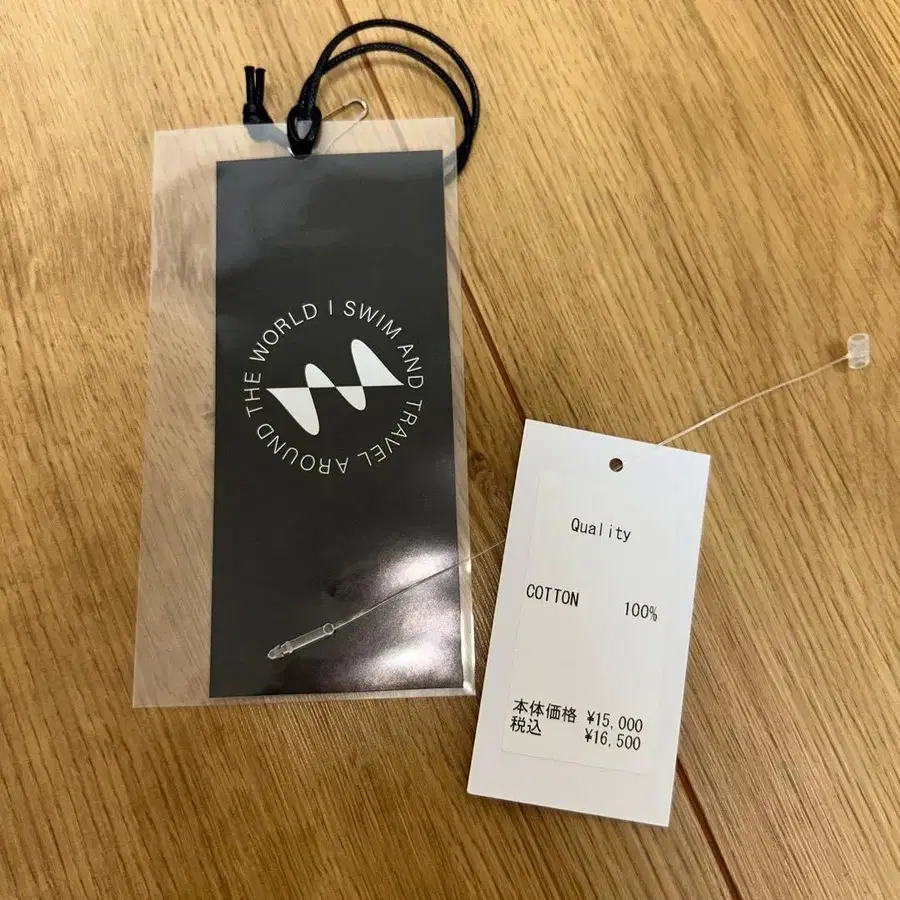 I SWIM AND TRAVEL AROUND THE WORLD
Quality
COTTON 100%
本体価格 ¥15,000
税込 ¥16,500